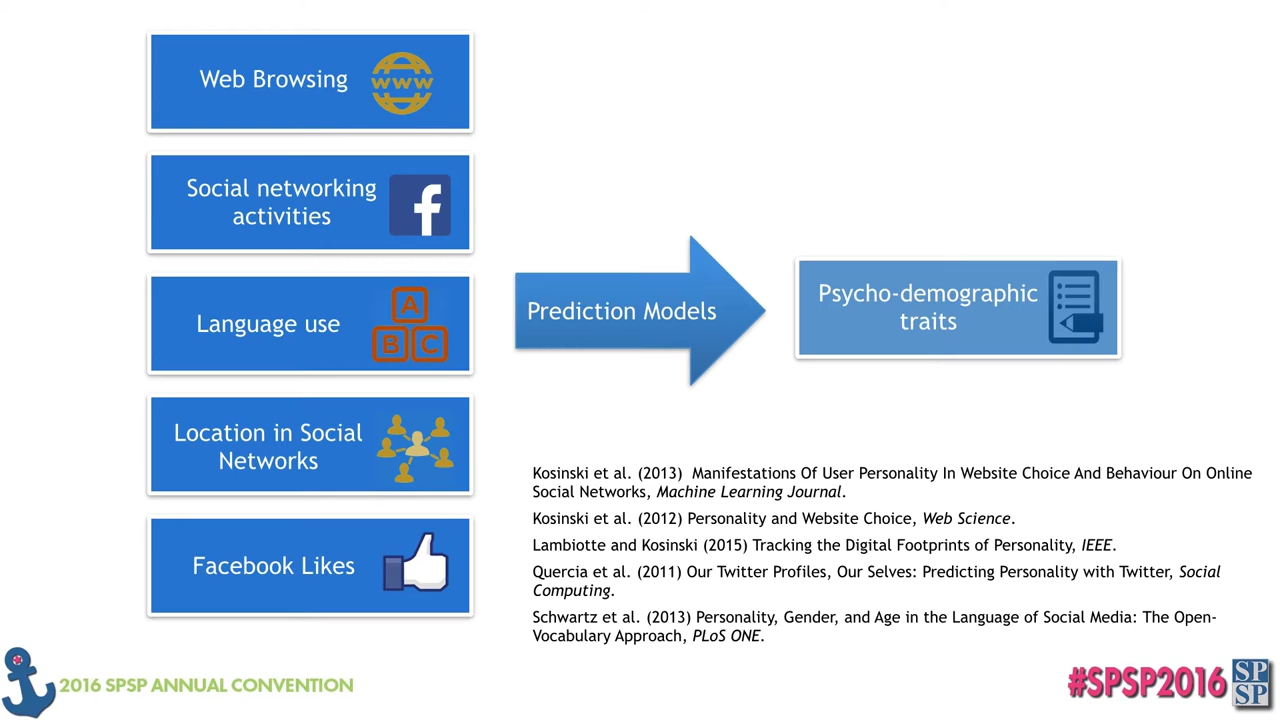 Web Browsing
WWW
Social networking
activities
f
Language use
A
B C
Location in Social
Networks
Facebook Likes
Prediction Models
Psycho-demographic
traits
Kosinski et al. (2013)  Manifestations Of User Personality In Website Choice And Behaviour On Online
Social Networks, Machine Learning Journal.
Kosinski et al. (2012) Personality and Website Choice, Web Science.
Lambiotte and Kosinski (2015) Tracking the Digital Footprints of Personality, IEEE.
Quercia et al. (2011) Our Twitter Profiles, Our Selves: Predicting Personality with Twitter, Social
Computing.
Schwartz et al. (2013) Personality, Gender, and Age in the Language of Social Media: The Open-
Vocabulary Approach, PLoS ONE.
2016 SPSP ANNUAL CONVENTION
#SPSP2016
SP
SP